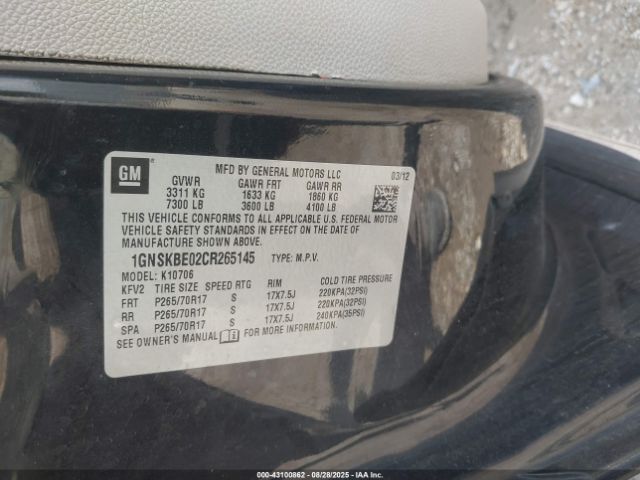 GM
MFD BY GENERAL MOTORS LLC
03/12
GVWR GAWR FRT GAWR RR
3311 KG 1633 KG 1860 KG
7300 LB 3600 LB 4100 LB
THIS VEHICLE CONFORMS TO ALL APPLICABLE U.S. FEDERAL MOTOR
VEHICLE SAFETY STANDARDS IN EFFECT ON THE DATE OF
MANUFACTURE SHOWN ABOVE.
1GNSKBE02CR265145 TYPE: M.P.V.
MODEL: K10706
KFV2 TIRE SIZE SPEED RTG RIM COLD TIRE PRESSURE
FRT P265/70R17 S 17X7.5J 220KPA(32PSI)
RR P265/70R17 S 17X7.5J 220KPA(32PSI)
SPA P265/70R17 S 17X7.5J 240KPA(35PSI)
SEE OWNER'S MANUAL FOR MORE INFORMATION.
000-43100862 - 08/28/2025 - IAAI.COM